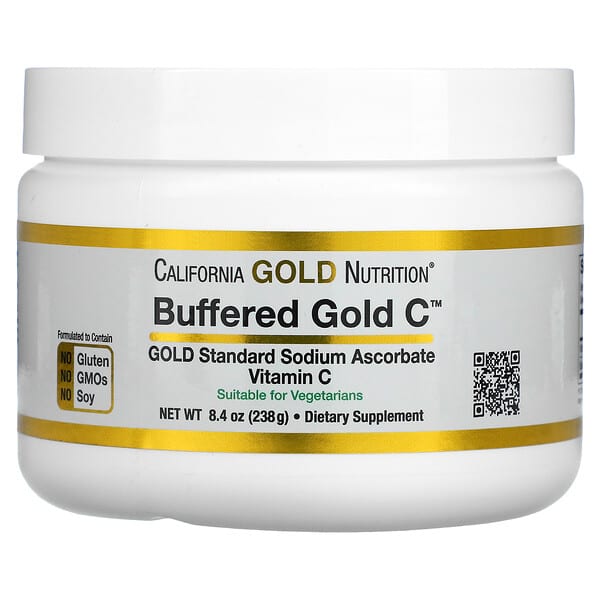 CALIFORNIA GOLD NUTRITION®
Buffered Gold C™
GOLD Standard Sodium Ascorbate
Vitamin C
Suitable for Vegetarians
NET WT 8.4 oz (238g) • Dietary Supplement
Formulated to Contain
NO Gluten
NO GMOs
NO Soy